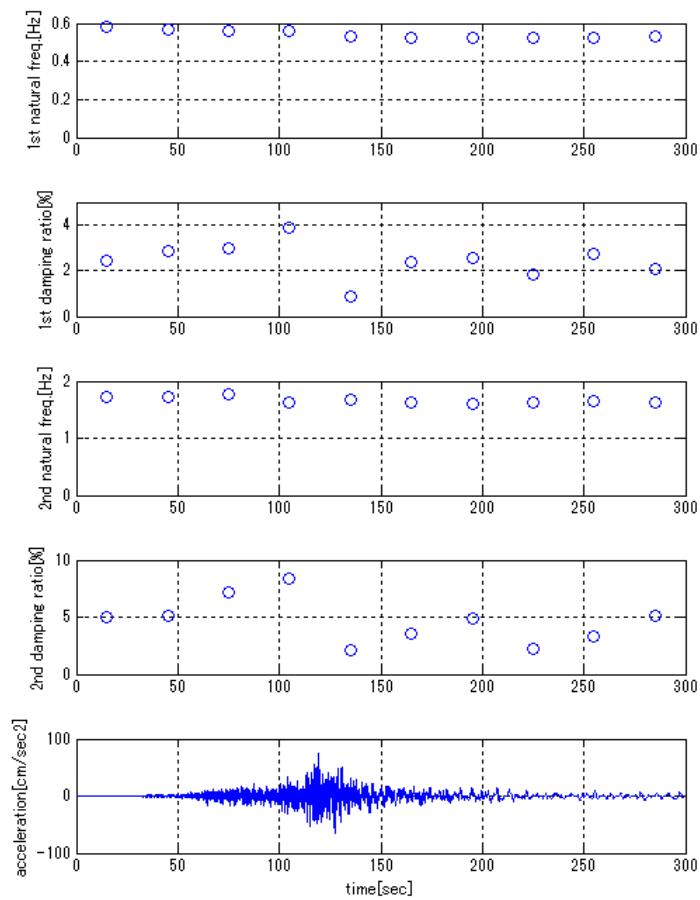 1st natural freq.[Hz]
0.6
0.4
0.2
0
0 50 100 150 200 250 300
1st damping ratio[%]
4
2
0
0 50 100 150 200 250 300
2nd natural freq.[Hz]
2
1
0
0 50 100 150 200 250 300
2nd damping ratio[%]
10
5
0
0 50 100 150 200 250 300
acceleration[cm/sec2]
100
0
-100
0 50 100 150 200 250 300
time[sec]